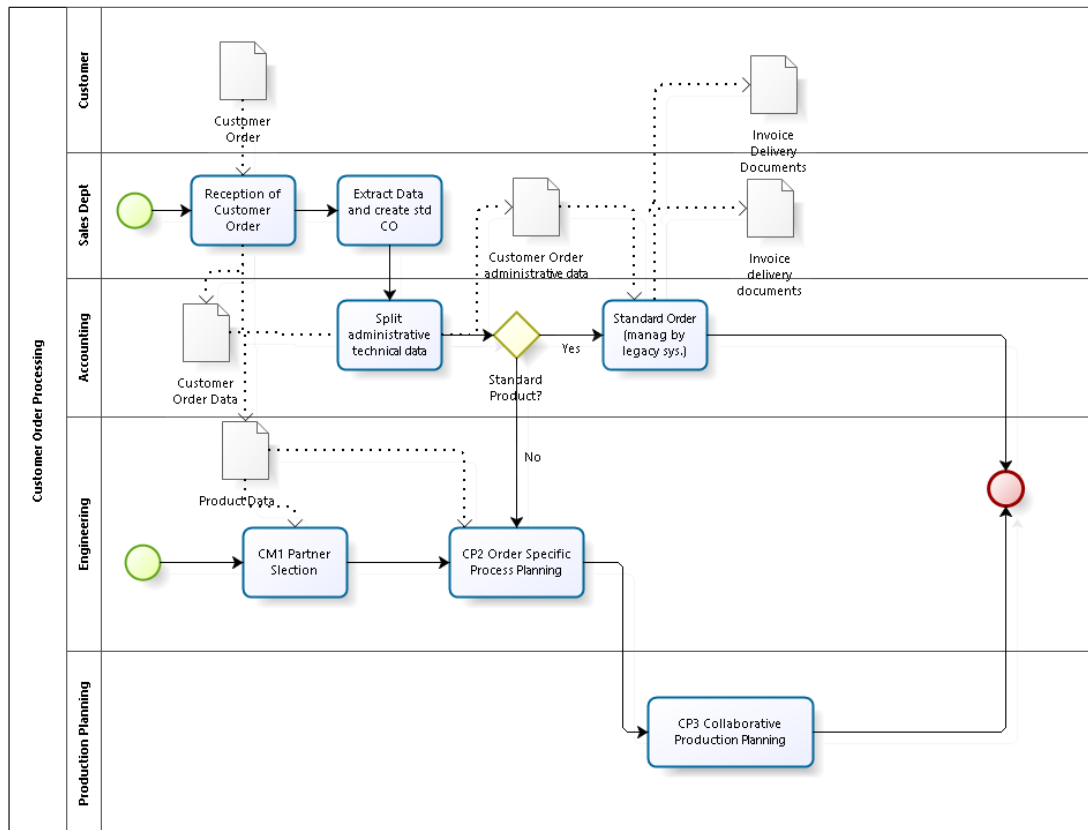 Customer Order Processing
Customer
Customer
Order
Invoice
Delivery
Documents
Sales Dept
Reception of
Customer
Order
Extract Data
and create std
CO
Customer Order
administrative data
Invoice
delivery
documents
Accounting
Customer
Order Data
Split
administrative
technical data
Standard
Product?
Yes
Standard Order
(manag by
legacy sys.)
No
Engineering
Product Data
CM1 Partner
Slection
CP2 Order Specific
Process Planning
Production Planning
CP3 Collaborative
Production Planning